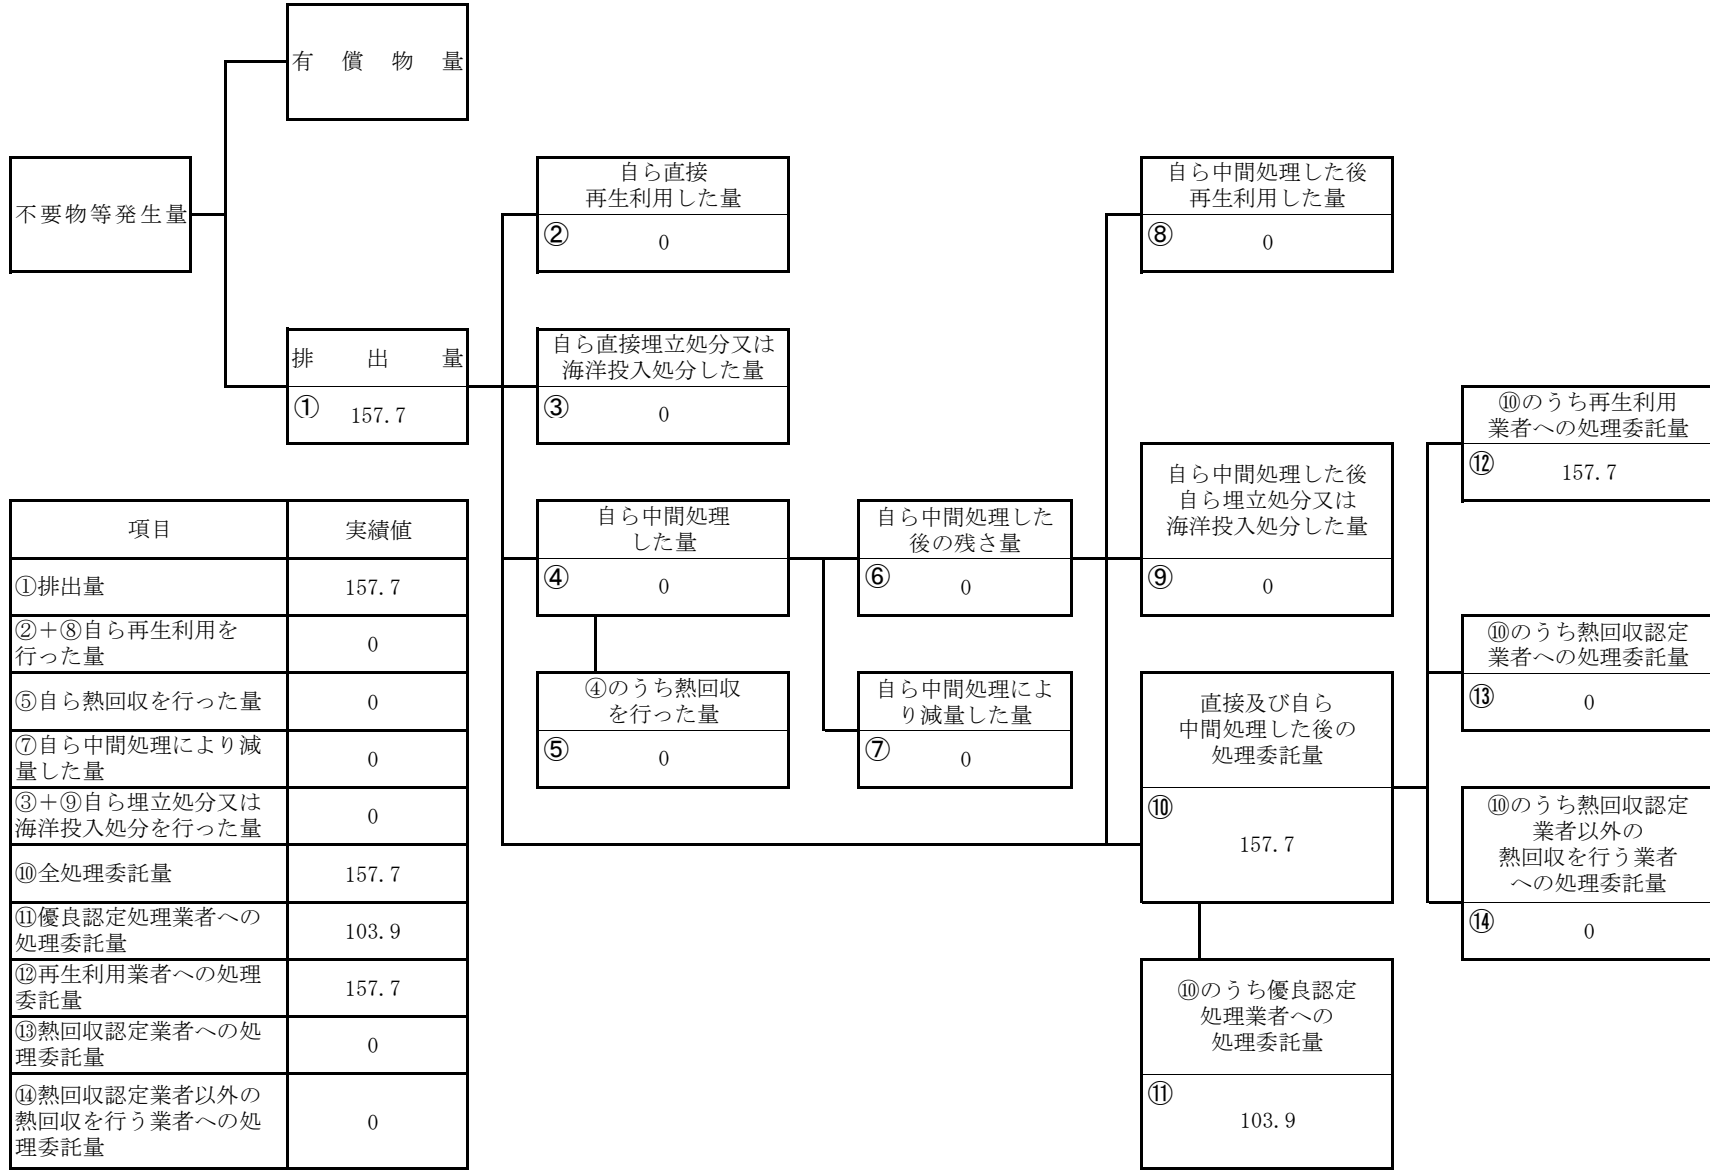 有償物量
不要物等発生量
排出量
① 157.7
自ら直接
再生利用した量
② 0
自ら直接埋立処分又は
海洋投入処分した量
③ 0
自ら中間処理
した量
④ 0
④のうち熱回収
を行った量
⑤ 0
自ら中間処理した
後の残さ量
⑥ 0
自ら中間処理によ
り減量した量
⑦ 0
自ら中間処理した後
再生利用した量
⑧ 0
自ら中間処理した後
自ら埋立処分又は
海洋投入処分した量
⑨ 0
直接及び自ら
中間処理した後の
処理委託量
⑩
157.7
⑩のうち優良認定
処理業者への
処理委託量
⑪
103.9
⑩のうち再生利用
業者への処理委託量
⑫ 157.7
⑩のうち熱回収認定
業者への処理委託量
⑬ 0
⑩のうち熱回収認定
業者以外の
熱回収を行う業者
への処理委託量
⑭ 0
項目 実績値
①排出量 157.7
②+⑧自ら再生利用を
行った量 0
⑤自ら熱回収を行った量 0
⑦自ら中間処理により減
量した量 0
③+⑨自ら埋立処分又は
海洋投入処分を行った量 0
⑩全処理委託量 157.7
⑪優良認定処理業者への
処理委託量 103.9
⑫再生利用業者への処理
委託量 157.7
⑬熱回収認定業者への処
理委託量 0
⑭熱回収認定業者以外の
熱回収を行う業者への処
理委託量 0